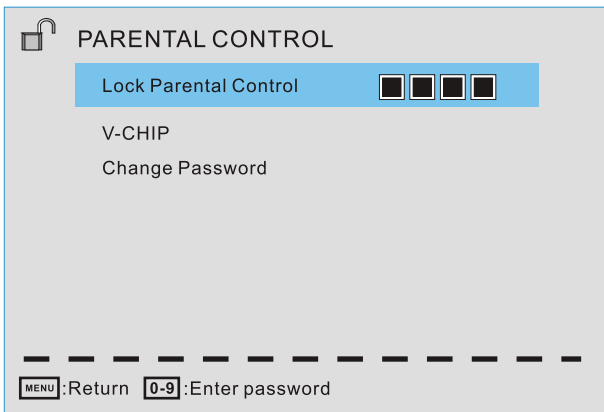 PARENTAL CONTROL
Lock Parental Control
V-CHIP
Change Password
MENU:Return 0-9:Enter password